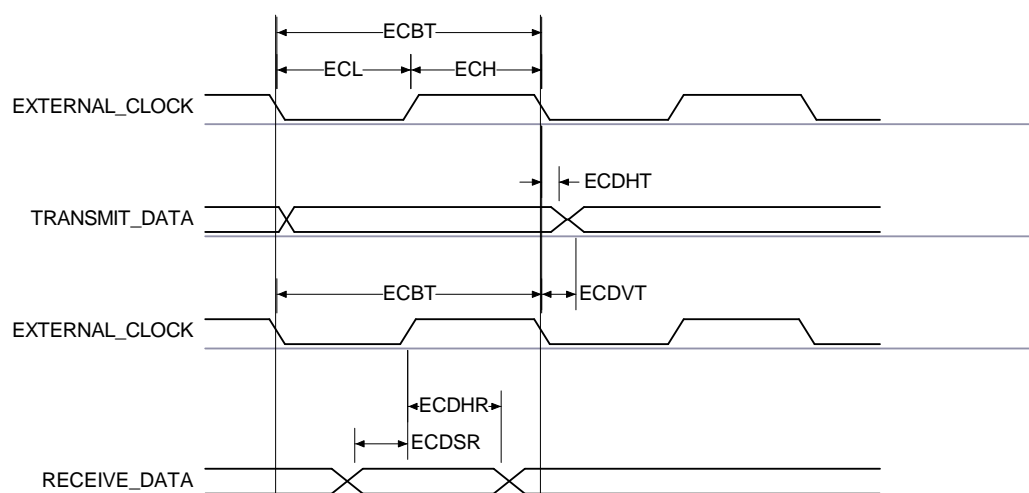 ECBT
ECL ECH
EXTERNAL_CLOCK
ECDHT
TRANSMIT_DATA
ECBT ECDVT
EXTERNAL_CLOCK
ECDHR
ECDSR
RECEIVE_DATA